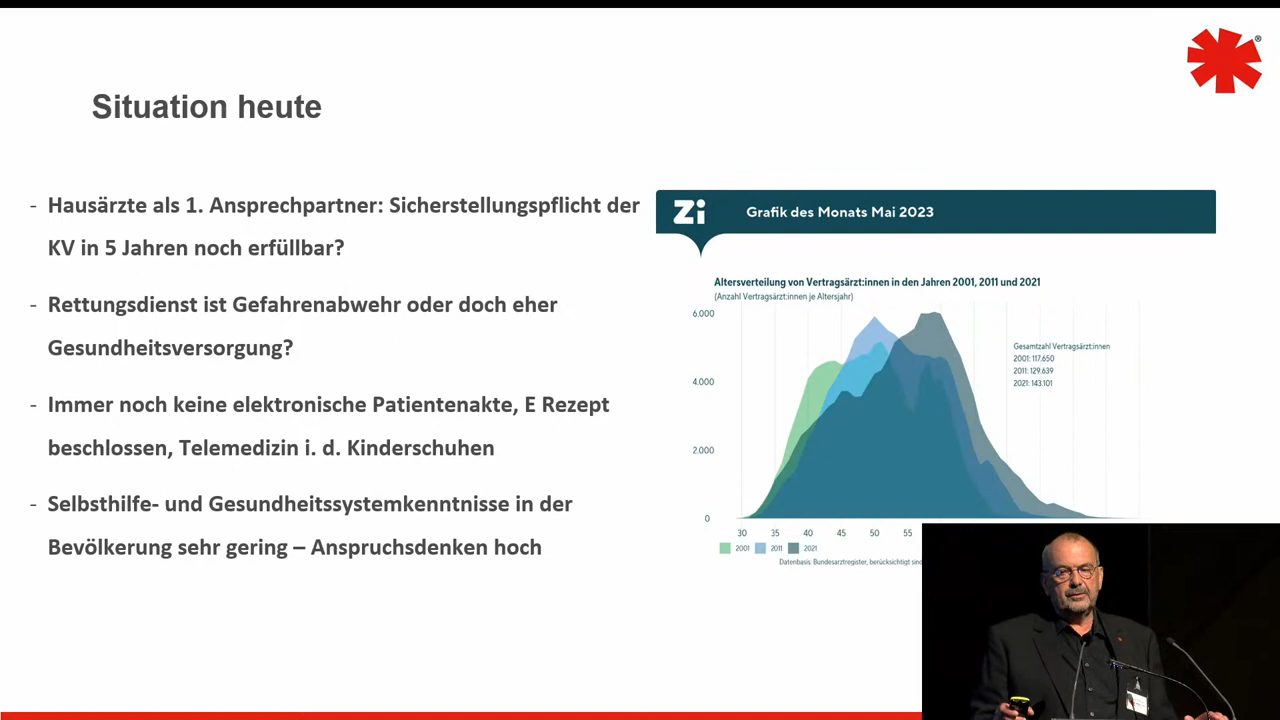 ®
Situation heute
- Hausärzte als 1. Ansprechpartner: Sicherstellungspflicht der
KV in 5 Jahren noch erfüllbar?
- Rettungsdienst ist Gefahrenabwehr oder doch eher
Gesundheitsversorgung?
- Immer noch keine elektronische Patientenakte, E Rezept
beschlossen, Telemedizin i. d. Kinderschuhen
- Selbsthilfe- und Gesundheitssystemkenntnisse in der
Bevölkerung sehr gering – Anspruchsdenken hoch
Zi
Grafik des Monats Mai 2023
Altersverteilung von Vertragsärzt:innen in den Jahren 2001, 2011 und 2021
(Anzahl Vertragsärzt:innen je Altersjahr)
6.000
4.000
2.000
0
Gesamtzahl Vertragsärzt:innen
2001: 117.650
2011: 129.639
2021: 143.101
30 35 40 45 50 55
2001 2011 2021
Datenbasis: Bundesarztregister, berücksichtigt sind